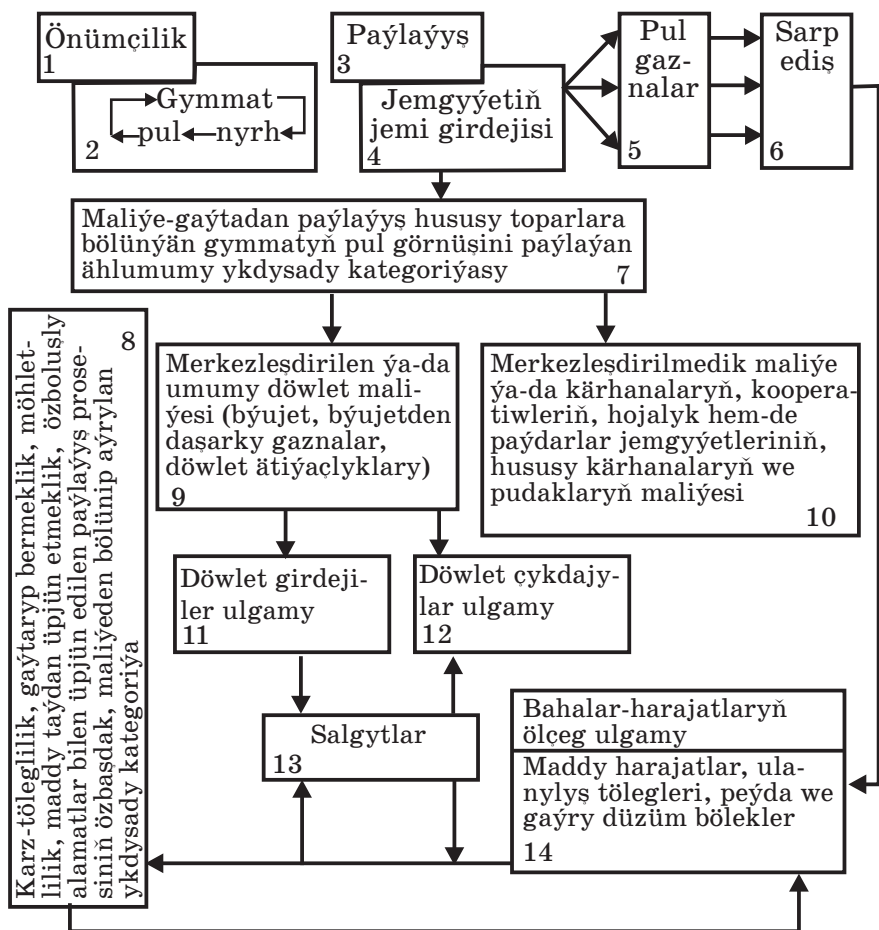 Önümçilik
1
Gymmat
pul nyrh
2
Paýlaýyş
3
Jemgyýetiň
jemi girdejisi
4
Pul
gaz-
nalar
5
Sarp
ediş
6
Maliýe-gaýtadan paýlaýyş hususy toparlara
bölünýän gymmatyň pul görnüşini paýlaýan
ählumumy ykdysady kategoriýasy
7
8
Karz-töleglilik, gaýtaryp bermeklik, möhlet-
lilik, maddy taýdan üpjün etmeklik, özboluşly
alamatlar bilen üpjün edilen paýlaýyş prose-
siniň özbaşdak, maliýeden bölünip aýrylan
ykdysady kategoriýa
Merkezleşdirilen ýa-da
umumy döwlet mali-
ýesi (býujet, býujetden
daşarky gaznalar,
döwlet ätiýaçlyklary)
9
Merkezleşdirilmedik maliýe
ýa-da kärhanalaryň, koopera-
tiwleriň, hojalyk hem-de
paýdarlar jemgyýetleriniň,
hususy kärhanalaryň we
pudaklaryň maliýesi
10
Döwlet girdeji-
ler ulgamy
11
Döwlet çykdajy-
lar ulgamy
12
Salgytlar
13
Bahalar-harajatlaryň
ölçeg ulgamy
Maddy harajatlar, ula-
nylyş tölegleri, peýda we
gaýry düzüm bölekler
14